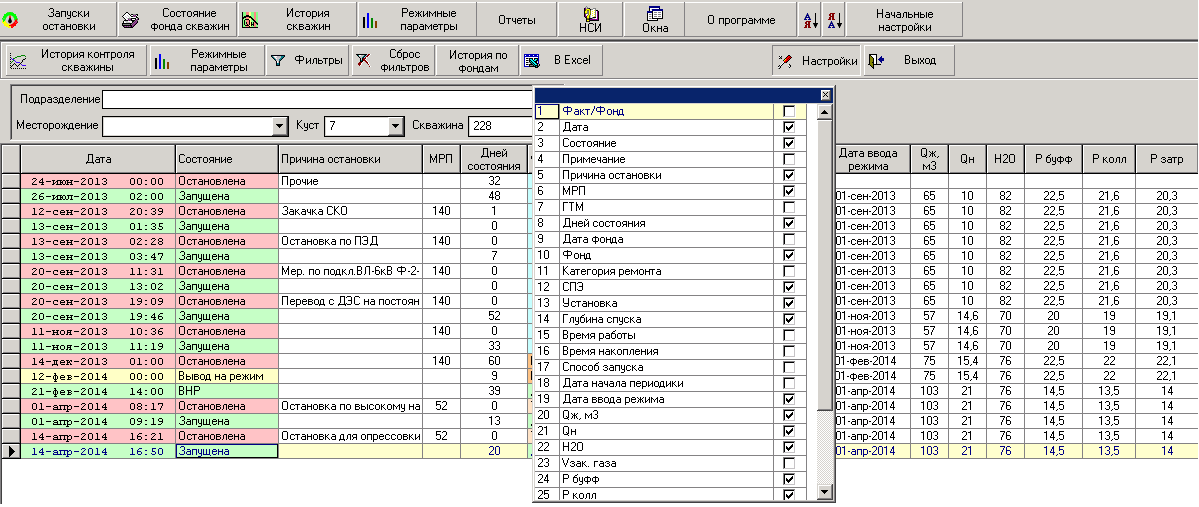 Запуски остановки
Состояние фонда скважин
История скважин
Режимные параметры
Отчеты
НСИ
Окна
О программе
А Я
Я А
Начальные настройки
История контроля скважины
Режимные параметры
Фильтры
Сброс фильтров
История по фондам
В Excel
Настройки
Выход
Подразделение
Месторождение Куст 7 Скважина 228
Дата Состояние Причина остановки МРП Дней состояния Дата ввода режима Qж, м3 Qн H2O P буфф P колл P затр
24-июн-2013 00:00 Остановлена Прочие 32
26-июл-2013 02:00 Запущена 48 01-сен-2013 65 10 82 22,5 21,6 20,3
12-сен-2013 20:39 Остановлена Закачка СКО 140 1 01-сен-2013 65 10 82 22,5 21,6 20,3
13-сен-2013 01:35 Запущена 0 01-сен-2013 65 10 82 22,5 21,6 20,3
13-сен-2013 02:28 Остановлена Остановка по ПЭД 140 0 01-сен-2013 65 10 82 22,5 21,6 20,3
13-сен-2013 03:47 Запущена 7 01-сен-2013 65 10 82 22,5 21,6 20,3
20-сен-2013 11:31 Остановлена Мер. по подкл.ВЛ-6кВ Ф-2- 140 0 01-сен-2013 65 10 82 22,5 21,6 20,3
20-сен-2013 13:02 Запущена 0 01-сен-2013 65 10 82 22,5 21,6 20,3
20-сен-2013 19:09 Остановлена Перевод с ДЭС на постоян 140 0 01-сен-2013 65 10 82 22,5 21,6 20,3
20-сен-2013 19:46 Запущена 52 01-ноя-2013 57 14,6 70 20 19 19,1
11-ноя-2013 10:36 Остановлена 140 0 01-ноя-2013 57 14,6 70 20 19 19,1
11-ноя-2013 11:19 Запущена 33 01-ноя-2013 57 14,6 70 20 19 19,1
14-дек-2013 01:00 Остановлена 140 60 01-фев-2014 75 15,4 76 22,5 22 22,1
12-фев-2014 00:00 Вывод на режим 9 01-фев-2014 75 15,4 76 22,5 22 22,1
21-фев-2014 14:00 ВНР 39 01-апр-2014 103 21 76 14,5 13,5 14
01-апр-2014 08:17 Остановлена Остановка по высокому на 52 0 01-апр-2014 103 21 76 14,5 13,5 14
01-апр-2014 09:19 Запущена 13 01-апр-2014 103 21 76 14,5 13,5 14
14-апр-2014 16:21 Остановлена Остановка для опрессовки 52 0 01-апр-2014 103 21 76 14,5 13,5 14
14-апр-2014 16:50 Запущена 20 01-апр-2014 103 21 76 14,5 13,5 14
1 Факт/Фонд
2 Дата
3 Состояние
4 Примечание
5 Причина остановки
6 МРП
7 ГТМ
8 Дней состояния
9 Дата фонда
10 Фонд
11 Категория ремонта
12 СПЭ
13 Установка
14 Глубина спуска
15 Время работы
16 Время накопления
17 Способ запуска
18 Дата начала периодики
19 Дата ввода режима
20 Qж, м3
21 Qн
22 H2O
23 Vзак. газа
24 P буфф
25 P колл